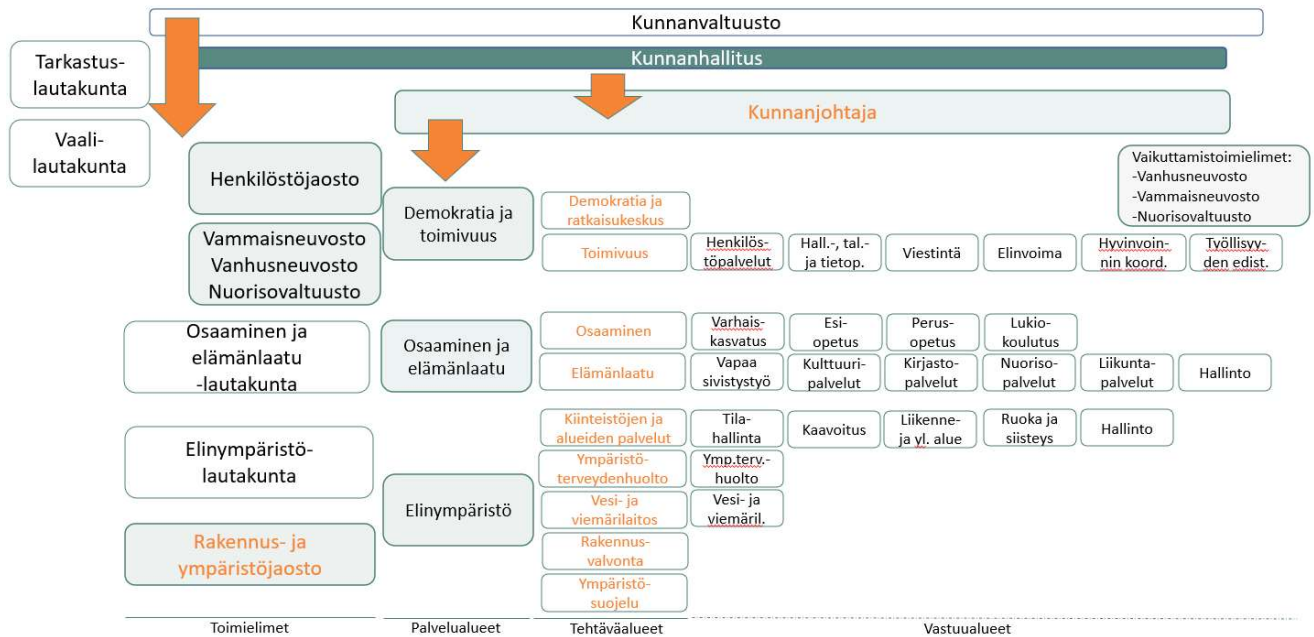 Kunnanvaltuusto
Kunnanhallitus
Tarkastus-
lautakunta
Kunnanjohtaja
Vaali-
lautakunta
Henkilöstöjaosto
Vaikuttamistoimielimet:
-Vanhusneuvosto
-Vammaisneuvosto
-Nuorisovaltuusto
Vammaisneuvosto
Vanhusneuvosto
Nuorisovaltuusto
Demokratia ja
toimivuus
Demokratia ja
ratkaisukeskus
Toimivuus
Henkilös-
töpalvelut
Hall.-, tal.-
ja tietop.
Viestintä
Elinvoima
Hyvinvoin-
nin koord.
Työllisyy-
den edist.
Osaaminen ja
elämänlaatu
-lautakunta
Osaaminen ja
elämänlaatu
Osaaminen
Varhais-
kasvatus
Esi-
opetus
Perus-
opetus
Lukio-
koulutus
Elämänlaatu
Vapaa
sivistystyö
Kulttuuri-
palvelut
Kirjasto-
palvelut
Nuoriso-
palvelut
Liikunta-
palvelut
Hallinto
Elinympäristö-
lautakunta
Rakennus- ja
ympäristöjaosto
Elinympäristö
Kiinteistöjen ja
alueiden palvelut
Tila-
hallinta
Kaavoitus
Liikenne-
ja yl. alue
Ruoka ja
siisteys
Hallinto
Ympäristö-
terveydenhuolto
Ymp.terv.-
huolto
Vesi- ja
viemärilaitos
Vesi- ja
viemäril.
Rakennus-
valvonta
Ympäristö-
suojelu
Toimielimet
Palvelualueet
Tehtäväalueet
Vastuualueet